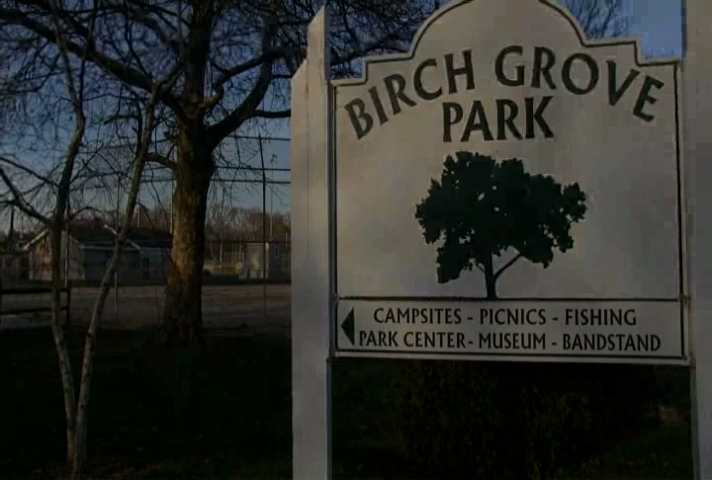 BIRCH GROVE
PARK
CAMPSITES - PICNICS - FISHING
PARK CENTER - MUSEUM - BANDSTAND